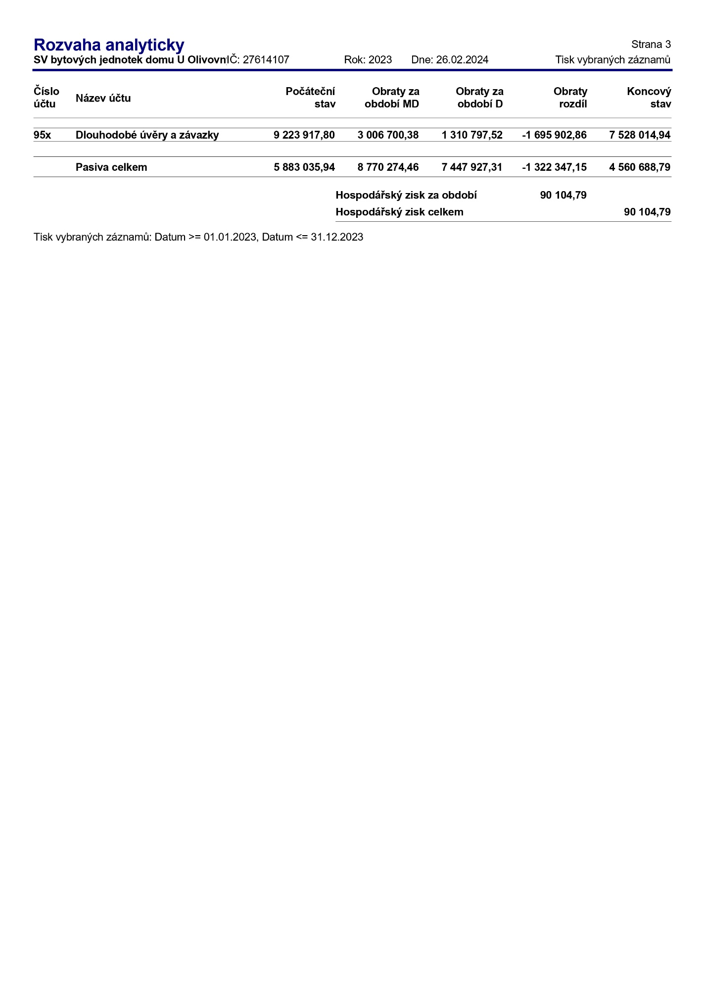 Rozvaha analyticky
Strana 3
SV bytových jednotek domu U Olivovn IČ: 27614107 Rok: 2023 Dne: 26.02.2024 Tisk vybraných záznamů
Číslo účtu Název účtu Počáteční stav Obraty za období MD Obraty za období D Obraty rozdíl Koncový stav
95x Dlouhodobé úvěry a závazky 9 223 917,80 3 006 700,38 1 310 797,52 -1 695 902,86 7 528 014,94
Pasiva celkem 5 883 035,94 8 770 274,46 7 447 927,31 -1 322 347,15 4 560 688,79
Hospodářský zisk za období 90 104,79
Hospodářský zisk celkem 90 104,79
Tisk vybraných záznamů: Datum >= 01.01.2023, Datum <= 31.12.2023